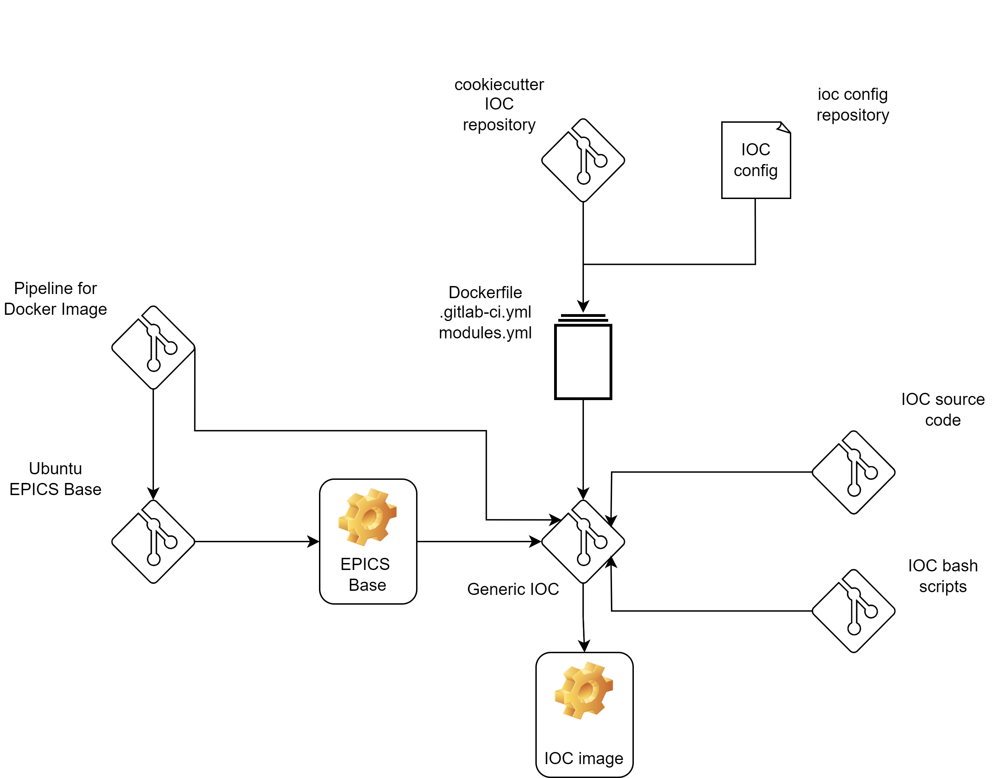 cookiecutter
IOC
repository
ioc config
repository
IOC
config
Pipeline for
Docker Image
Dockerfile
.gitlab-ci.yml
modules.yml
IOC source
code
Ubuntu
EPICS Base
EPICS
Base
Generic IOC
IOC bash
scripts
IOC image